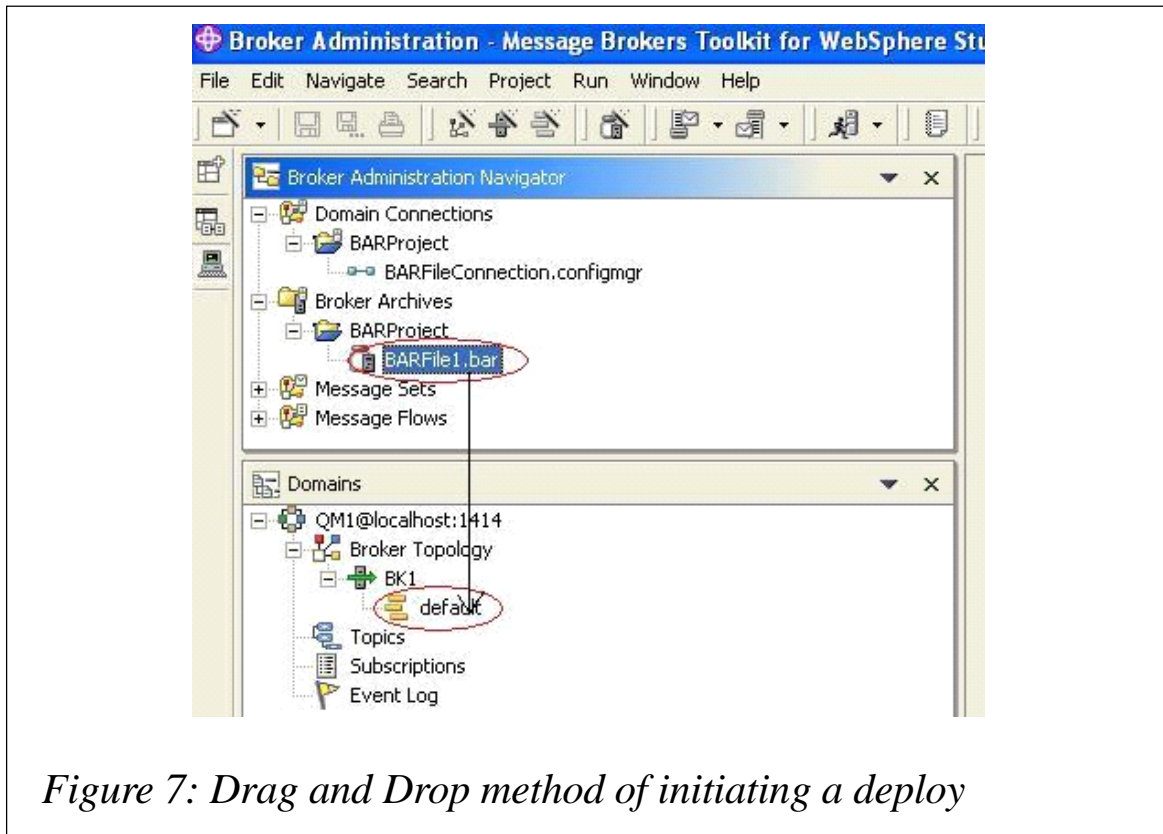 Broker Administration - Message Brokers Toolkit for WebSphere Stu
File Edit Navigate Search Project Run Window Help
Broker Administration Navigator
Domain Connections
BARProject
BARFileConnection.configmgr
Broker Archives
BARProject
BARFile1.bar
Message Sets
Message Flows
Domains
QM1@localhost:1414
Broker Topology
BK1
default
Topics
Subscriptions
Event Log
Figure 7: Drag and Drop method of initiating a deploy